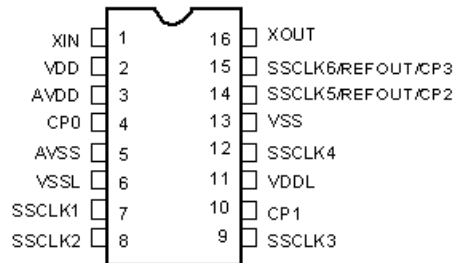 XIN 1 16 XOUT
VDD 2 15 SSCLK6/REFOUT/CP3
AVDD 3 14 SSCLK5/REFOUT/CP2
CP0 4 13 VSS
AVSS 5 12 SSCLK4
VSSL 6 11 VDDL
SSCLK1 7 10 CP1
SSCLK2 8 9 SSCLK3